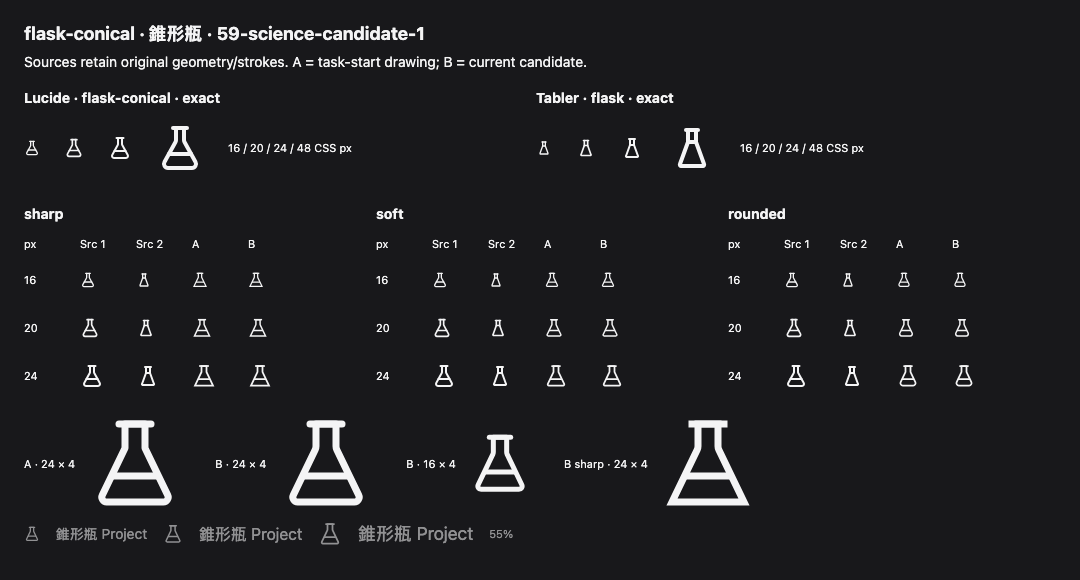 flask-conical · 錐形瓶 · 59-science-candidate-1
Sources retain original geometry/strokes. A = task-start drawing; B = current candidate.
Lucide · flask-conical · exact
Tabler · flask · exact
16 / 20 / 24 / 48 CSS px
16 / 20 / 24 / 48 CSS px
sharp
soft
rounded
px Src 1 Src 2 A B
px Src 1 Src 2 A B
px Src 1 Src 2 A B
16
16
16
20
20
20
24
24
24
A · 24 × 4
B · 24 × 4
B · 16 × 4
B sharp · 24 × 4
錐形瓶 Project
錐形瓶 Project
錐形瓶 Project
55%